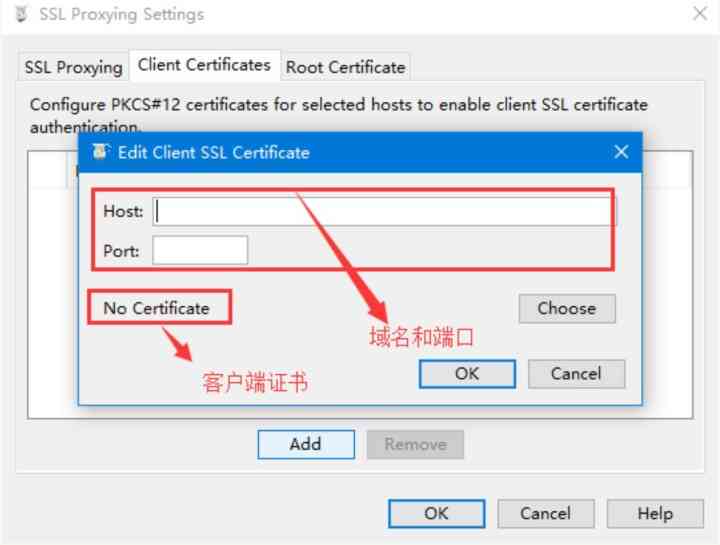 SSL Proxying Settings
SSL Proxying
Client Certificates
Root Certificate
Configure PKCS#12 certificates for selected hosts to enable client SSL certificate
authentication.
Edit Client SSL Certificate
Host:
Port:
No Certificate
Choose
域名和端口
客户端证书
OK
Cancel
Add
Remove
OK
Cancel
Help